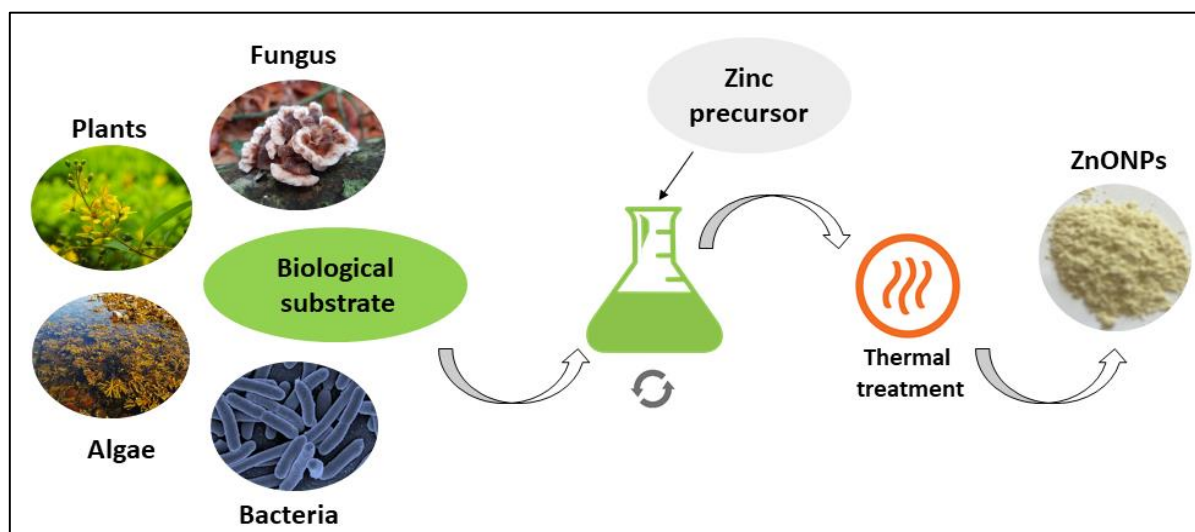 Fungus
Plants
Biological
substrate
Algae
Bacteria
Zinc
precursor
Thermal
treatment
ZnONPs